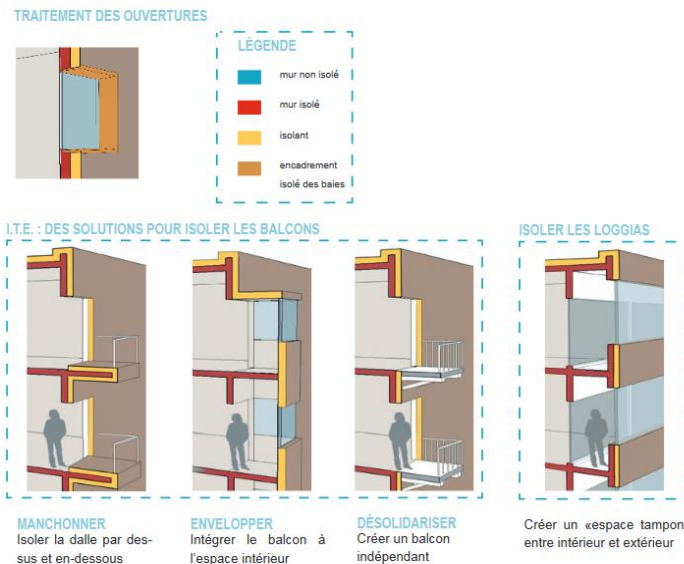 TRAITEMENT DES OUVERTURES
LÉGENDE
mur non isolé
mur isolé
isolant
encadrement
isolé des baies
I.T.E. : DES SOLUTIONS POUR ISOLER LES BALCONS
ISOLER LES LOGGIAS
MANCHONNER
Isoler la dalle par des-
sus et en-dessous
ENVELOPPER
Intégrer le balcon à
l'espace intérieur
DÉSOLIDARISER
Créer un balcon
indépendant
Créer un «espace tampon
entre intérieur et extérieur